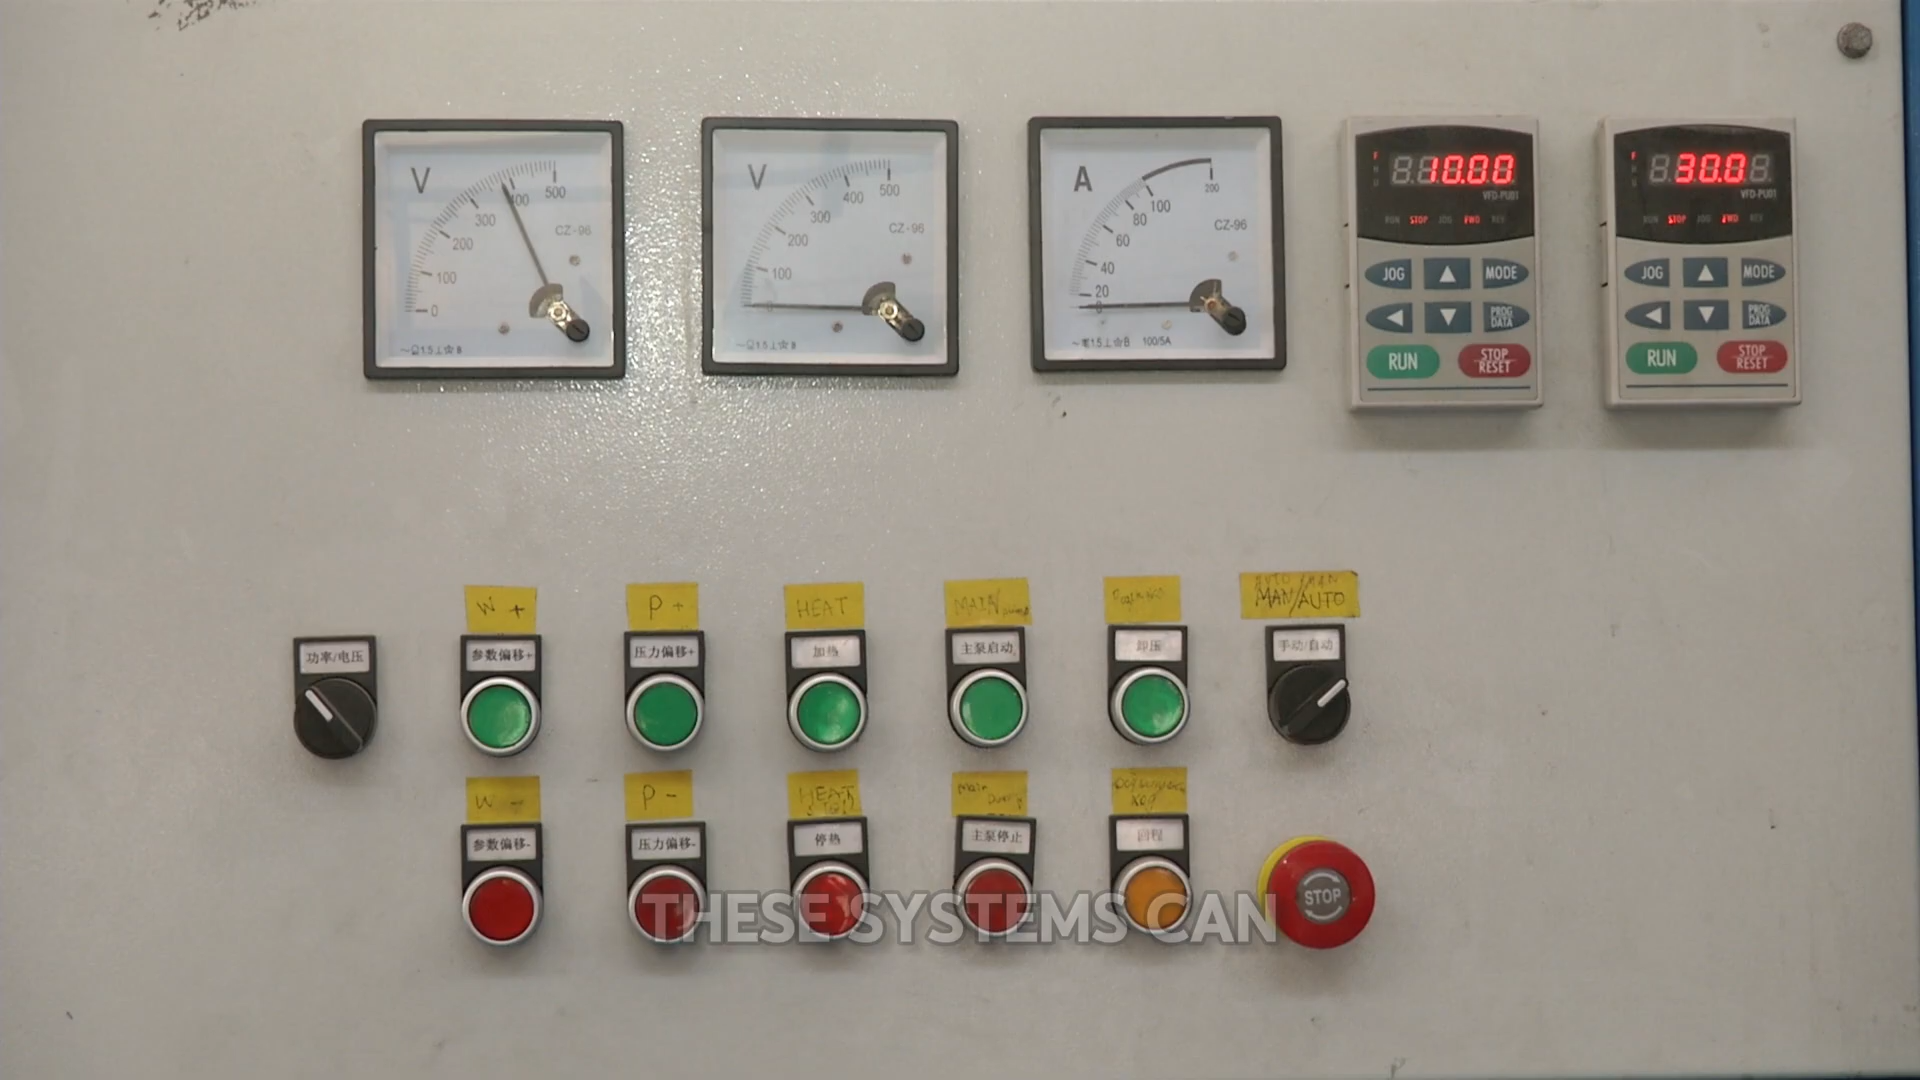 V
0
100
200
300
400
500
CZ-96
V
0
100
200
300
400
500
CZ-96
A
0
20
40
60
80
100
200
CZ-96
100/5A
10.00
VFD-PU01
RUN STOP JOG FWD REV
JOG
MODE
PROG
DATA
RUN
STOP
RESET
30.0
VFD-PU01
RUN STOP JOG FWD REV
JOG
MODE
PROG
DATA
RUN
STOP
RESET
W +
P +
HEAT
MAIN
MAN/AUTO
功率/电压
参数偏移+
压力偏移+
加热
主泵启动
卸压
手动/自动
W -
P -
HEAT
Main
参数偏移-
压力偏移-
停热
主泵停止
回程
STOP
THESE SYSTEMS CAN